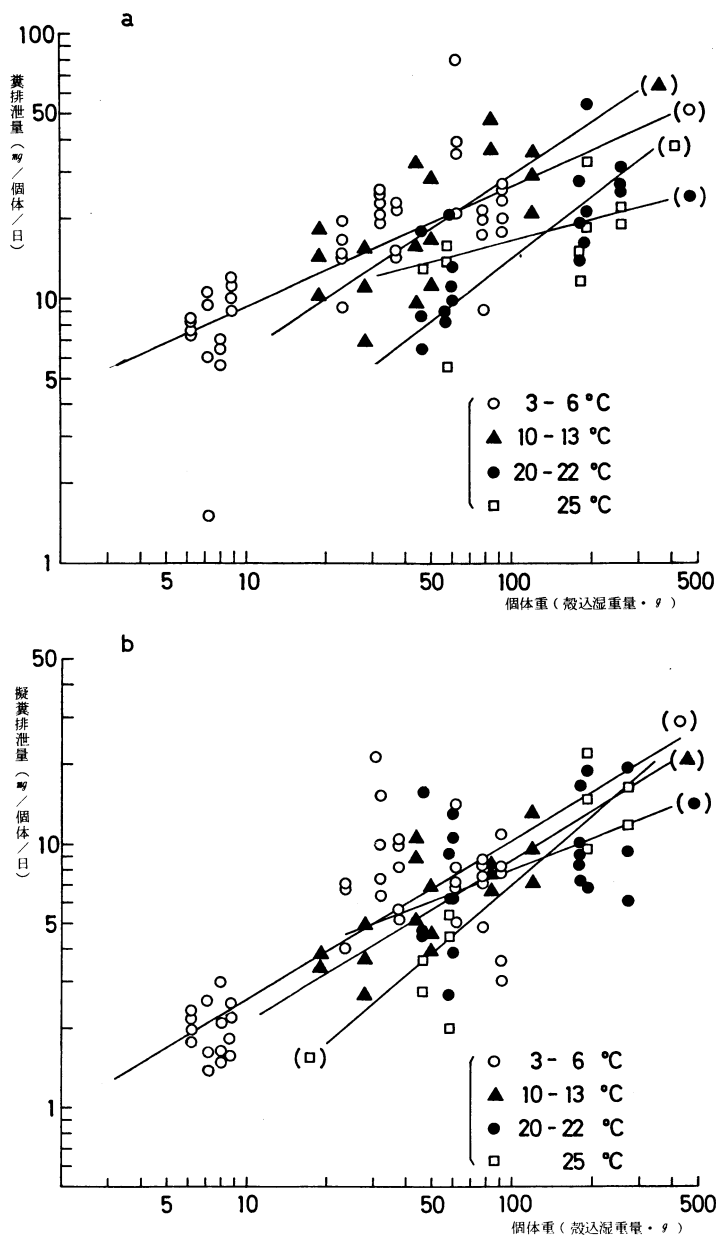 a
100
50
10
5
1
糞排泄量（mg／個体／日）
(▲)
(○)
(□)
(●)
○ 3-6 ℃
▲ 10-13 ℃
● 20-22 ℃
□ 25 ℃
5 10 50 100 500
個体重（殻込湿重量・g）
b
50
10
5
1
擬糞排泄量（mg／個体／日）
(○)
(▲)
(●)
(□)
○ 3-6 ℃
▲ 10-13 ℃
● 20-22 ℃
□ 25 ℃
5 10 50 100 500
個体重（殻込湿重量・g）